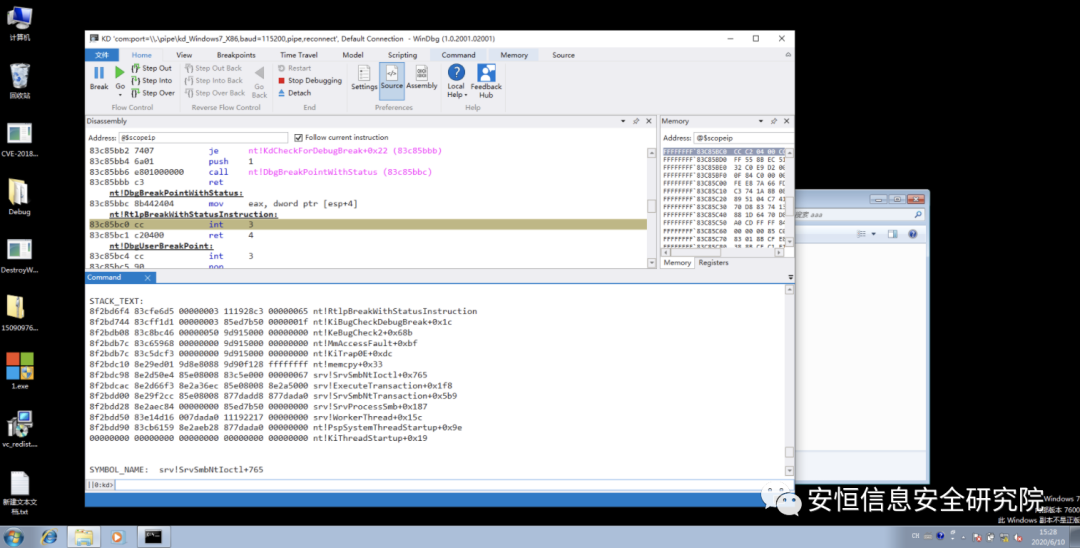 计算机
回收站
CVE-2018...
Debug
DestroyW...
15090976...
1.exe
vc_redist....
新建文本文
档.txt
KD 'com:port=\\.\pipe\kd_Windows7_X86,baud=115200,pipe,reconnect', Default Connection - WinDbg (1.0.2001.02001)
文件 Home View Breakpoints Time Travel Model Scripting Command Memory Source
Break Go
Step Out
Step Into
Step Over
Flow Control
Step Out Back
Step Into Back
Step Over Back
Go Back
Reverse Flow Control
Restart
Stop Debugging
Detach
End
Settings Source Assembly
Preferences
Local Help
Feedback Hub
Help
Disassembly
Address: @$scopeip Follow current instruction
83c85bb2 7407 je nt!KdCheckForDebugBreak+0x22 (83c85bbb)
83c85bb4 6a01 push 1
83c85bb6 e801000000 call nt!DbgBreakPointWithStatus (83c85bbc)
83c85bbb c3 ret
nt!DbgBreakPointWithStatus:
83c85bbc 8b442404 mov eax, dword ptr [esp+4]
nt!RtlpBreakWithStatusInstruction:
83c85bc0 cc int 3
83c85bc1 c20400 ret 4
nt!DbgUserBreakPoint:
83c85bc4 cc int 3
83c85bc5 90 nop
Memory
Address: @$scopeip
FFFFFFFF`83C85BC0 CC C2 04 00
FFFFFFFF`83C85BD0 FF 55 8B EC
FFFFFFFF`83C85BE0 32 C0 E9 D2
FFFFFFFF`83C85BF0 0F 84 C0 00
FFFFFFFF`83C85C00 FE E8 7A 66
FFFFFFFF`83C85C10 C3 74 1A 8B
FFFFFFFF`83C85C20 89 51 04 C7
FFFFFFFF`83C85C30 70 D8 83 74
FFFFFFFF`83C85C40 88 1D 64 70
FFFFFFFF`83C85C50 A0 CD FF FF
FFFFFFFF`83C85C60 00 00 00 85
FFFFFFFF`83C85C70 83 01 8B CF
Memory Registers
Command
STACK_TEXT:
8f2bd6f4 83cfe6d5 00000003 111928c3 00000065 nt!RtlpBreakWithStatusInstruction
8f2bd744 83cff1d1 00000003 85ed7b50 0000001f nt!KiBugCheckDebugBreak+0x1c
8f2bdb08 83c8bc46 00000050 9d915000 00000000 nt!KeBugCheck2+0x68b
8f2bdb7c 83c65968 00000000 9d915000 00000000 nt!MmAccessFault+0xbf
8f2bdb7c 83c5dcf3 00000000 9d915000 00000000 nt!KiTrap0E+0xdc
8f2bdc10 8e29ed01 9d8e8088 9d90f128 ffffffff nt!memcpy+0x33
8f2bdc98 8e2d50e4 85e08008 83c5e000 00000067 srv!SrvSmbNtIoctl+0x765
8f2bdcac 8e2d66f3 8e2a36ec 85e08008 8e2a5000 srv!ExecuteTransaction+0x1f8
8f2bdd00 8e29f2cc 85e08008 877dadd8 877dada0 srv!SrvSmbNtTransaction+0x5b9
8f2bdd28 8e2aec84 00000000 85ed7b50 00000000 srv!SrvProcessSmb+0x187
8f2bdd50 83e14d16 007dada0 11192217 00000000 srv!WorkerThread+0x15c
8f2bdd90 83cb6159 8e2aeb28 877dada0 00000000 nt!PspSystemThreadStartup+0x9e
00000000 00000000 00000000 00000000 00000000 nt!KiThreadStartup+0x19
SYMBOL_NAME: srv!SrvSmbNtIoctl+765
||0:kd>
搜索 aaa
安恒信息安全研究院
Windows 7
7600
此 Windows 副本不是正版
CH
15:28
2020/6/10